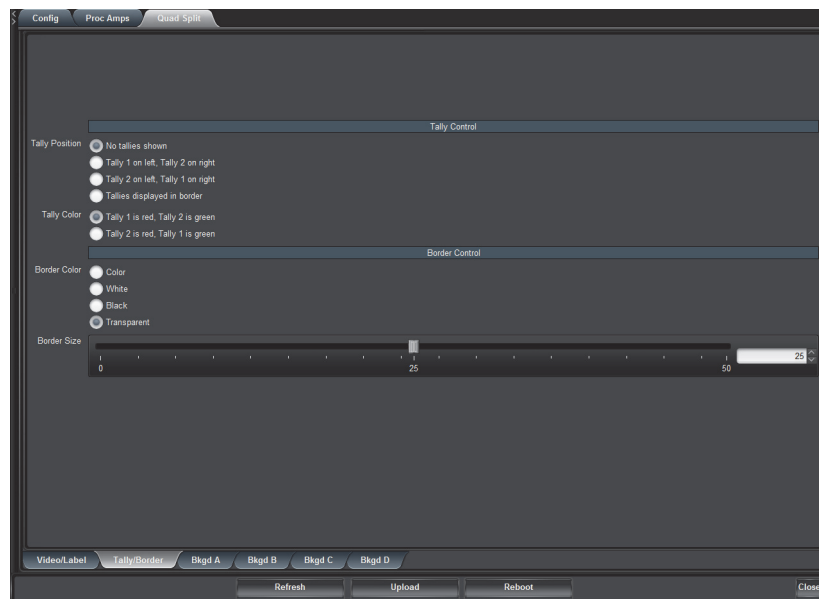 Config Proc Amps Quad Split
Tally Control
Tally Position No tallies shown
Tally 1 on left, Tally 2 on right
Tally 2 on left, Tally 1 on right
Tallies displayed in border
Tally Color Tally 1 is red, Tally 2 is green
Tally 2 is red, Tally 1 is green
Border Control
Border Color Color
White
Black
Transparent
Border Size 25
0 25 50
Video/Label Tally/Border Bkgd A Bkgd B Bkgd C Bkgd D
Refresh Upload Reboot Close